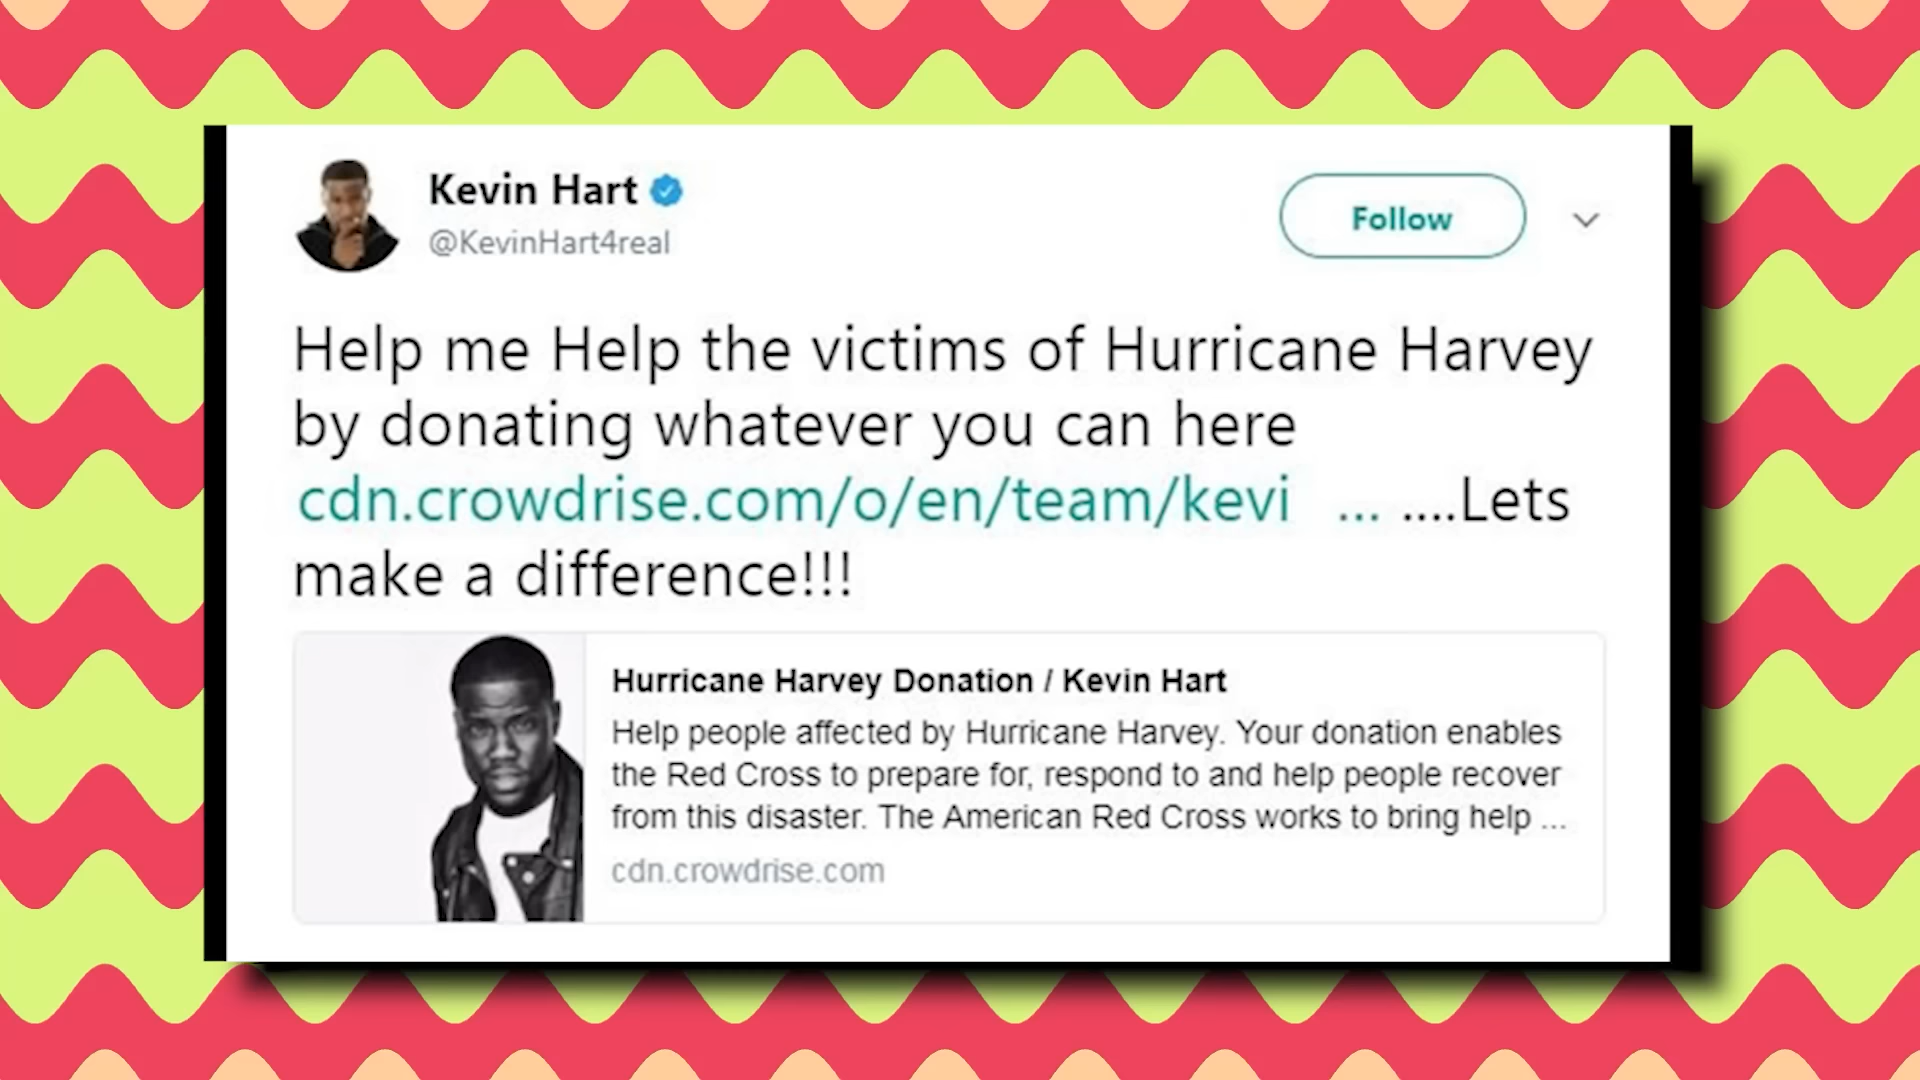 Kevin Hart
@KevinHart4real
Follow
Help me Help the victims of Hurricane Harvey
by donating whatever you can here
cdn.crowdrise.com/o/en/team/kevi ... ....Lets
make a difference!!!
Hurricane Harvey Donation / Kevin Hart
Help people affected by Hurricane Harvey. Your donation enables
the Red Cross to prepare for, respond to and help people recover
from this disaster. The American Red Cross works to bring help ...
cdn.crowdrise.com